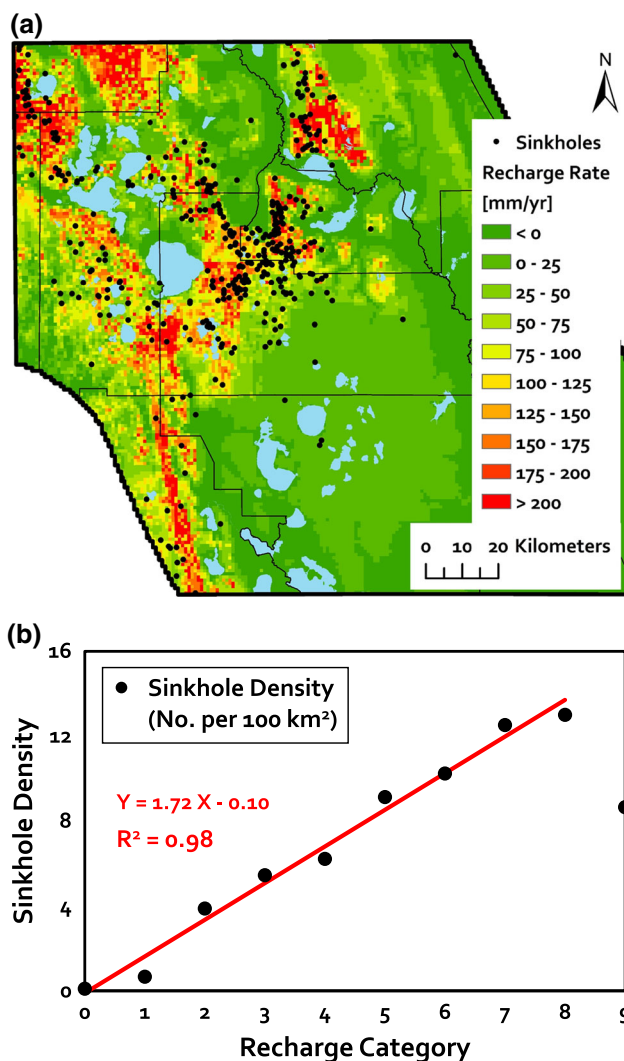 (a)
N
Sinkholes
Recharge Rate
[mm/yr]
< 0
0 - 25
25 - 50
50 - 75
75 - 100
100 - 125
125 - 150
150 - 175
175 - 200
> 200
0 10 20 Kilometers
(b)
16
12
8
4
0
Sinkhole Density
Sinkhole Density
(No. per 100 km²)
Y = 1.72 X - 0.10
R² = 0.98
0 1 2 3 4 5 6 7 8 9
Recharge Category